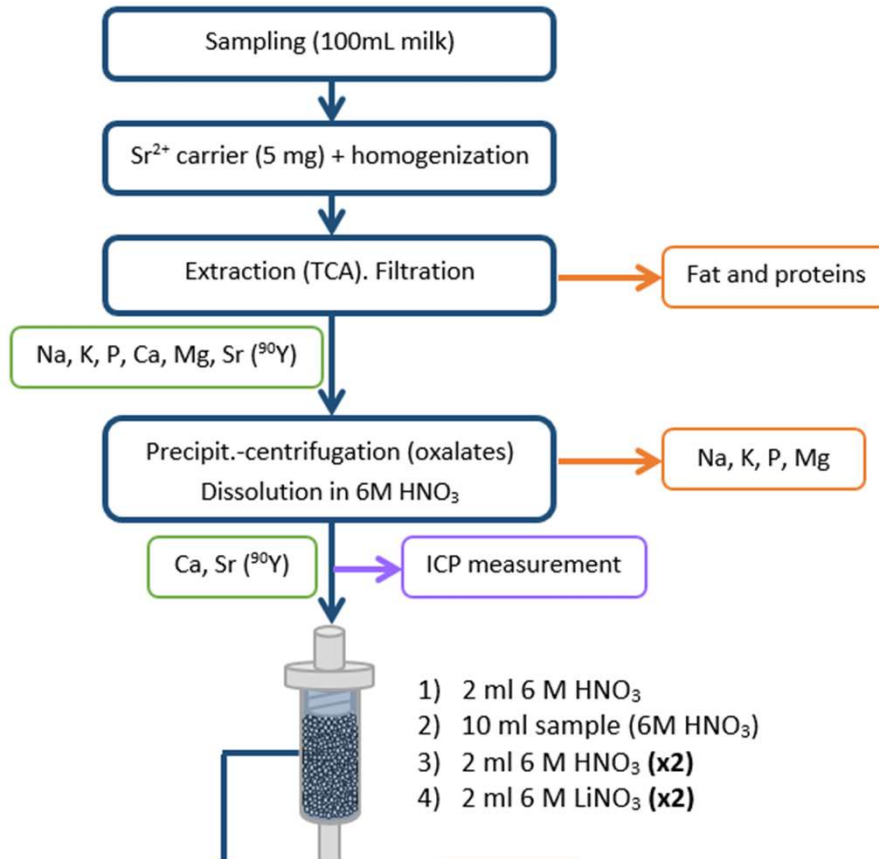 Sampling (100mL milk)
Sr²⁺ carrier (5 mg) + homogenization
Extraction (TCA). Filtration
Fat and proteins
Na, K, P, Ca, Mg, Sr (⁹⁰Y)
Precipit.-centrifugation (oxalates)
Dissolution in 6M HNO₃
Na, K, P, Mg
Ca, Sr (⁹⁰Y)
ICP measurement
1) 2 ml 6 M HNO₃
2) 10 ml sample (6M HNO₃)
3) 2 ml 6 M HNO₃ (x2)
4) 2 ml 6 M LiNO₃ (x2)